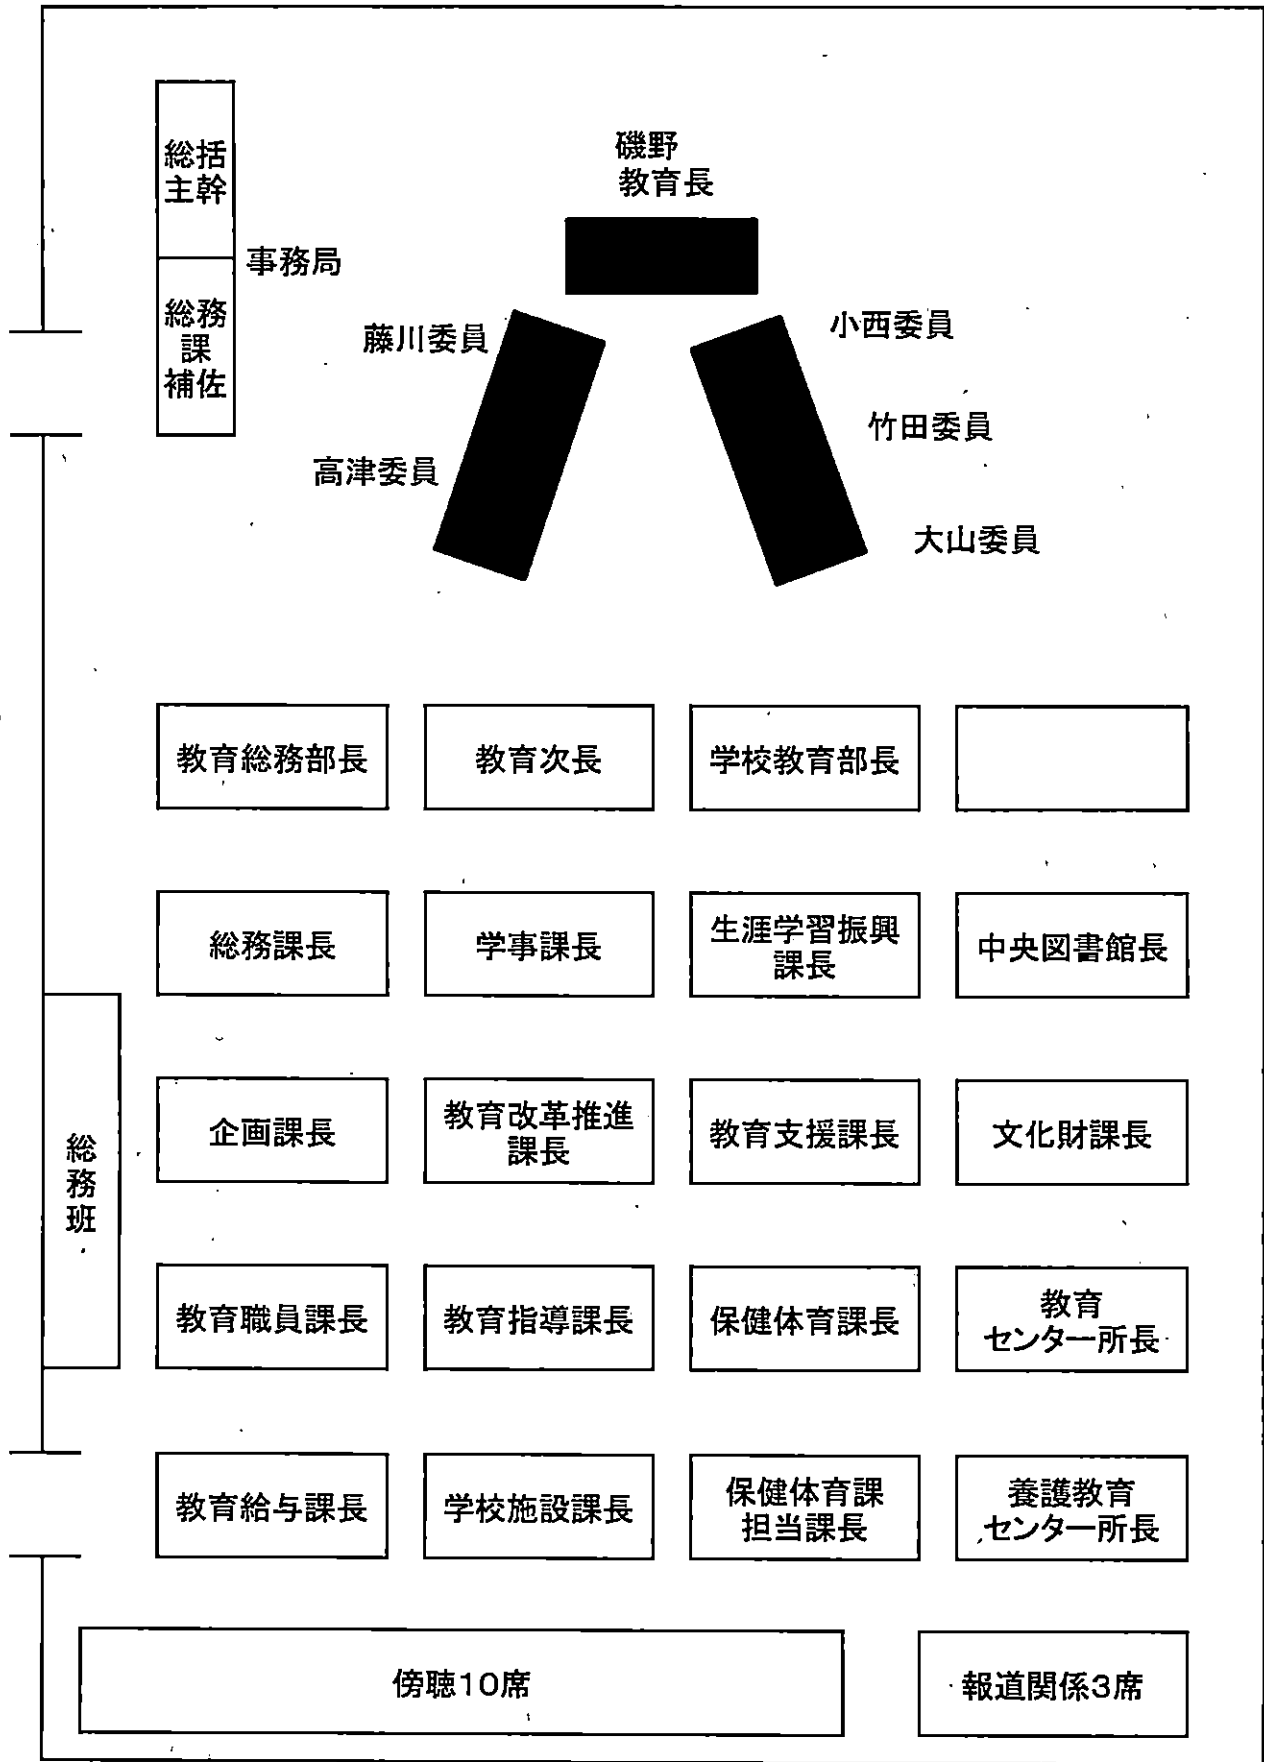 総括
主幹
事務局
総務
課
補佐
磯野
教育長
藤川委員
高津委員
小西委員
竹田委員
大山委員
教育総務部長
教育次長
学校教育部長
総務課長
学事課長
生涯学習振興
課長
中央図書館長
総務班
企画課長
教育改革推進
課長
教育支援課長
文化財課長
教育職員課長
教育指導課長
保健体育課長
教育
センター所長
教育給与課長
学校施設課長
保健体育課
担当課長
養護教育
センター所長
傍聴10席
報道関係3席